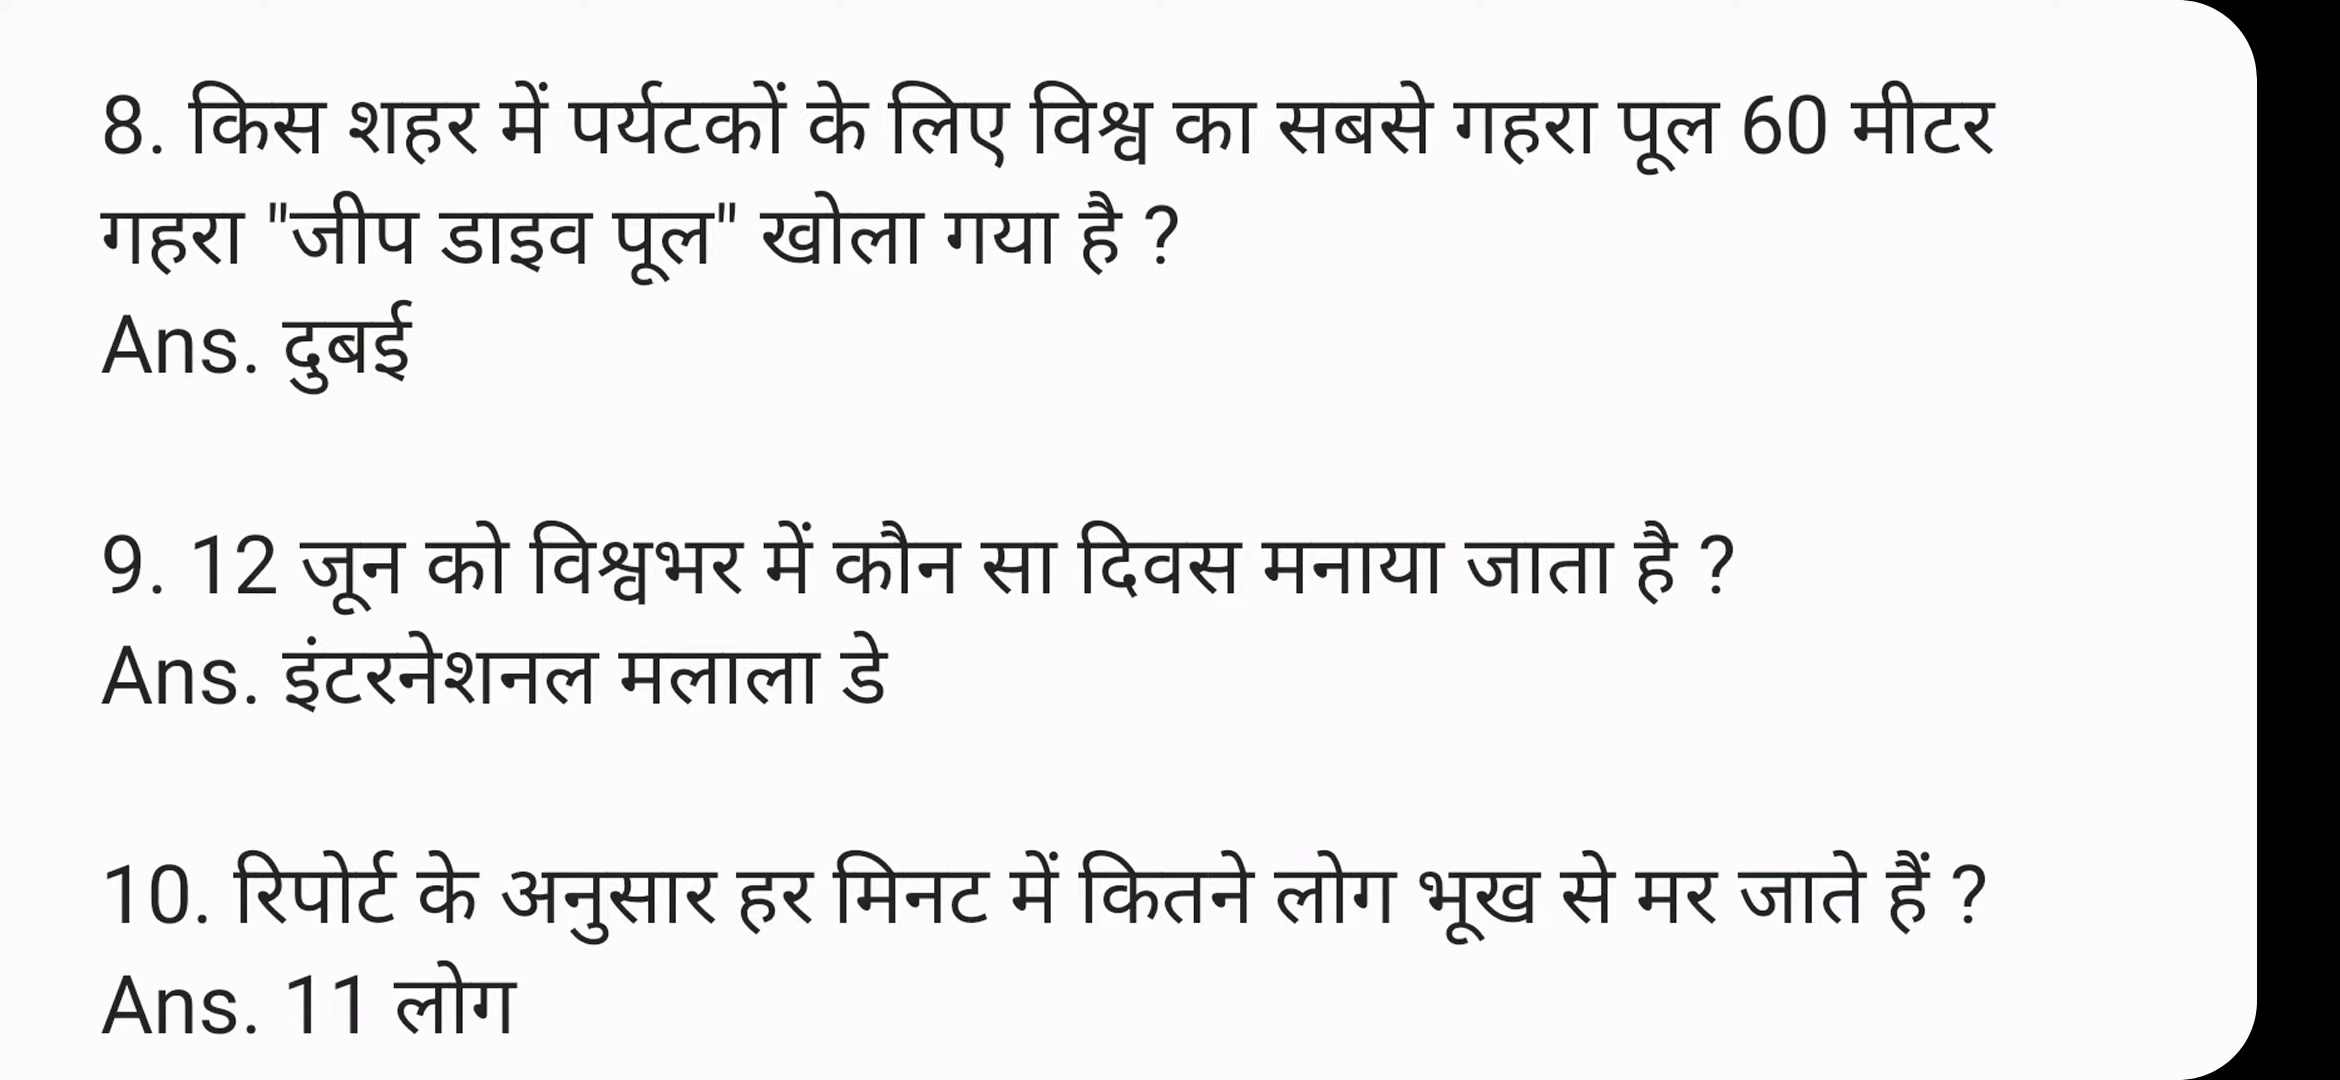 8. किस शहर में पर्यटकों के लिए विश्व का सबसे गहरा पूल 60 मीटर
गहरा "जीप डाइव पूल" खोला गया है ?
Ans. दुबई
9. 12 जून को विश्वभर में कौन सा दिवस मनाया जाता है ?
Ans. इंटरनेशनल मलाला डे
10. रिपोर्ट के अनुसार हर मिनट में कितने लोग भूख से मर जाते हैं ?
Ans. 11 लोग